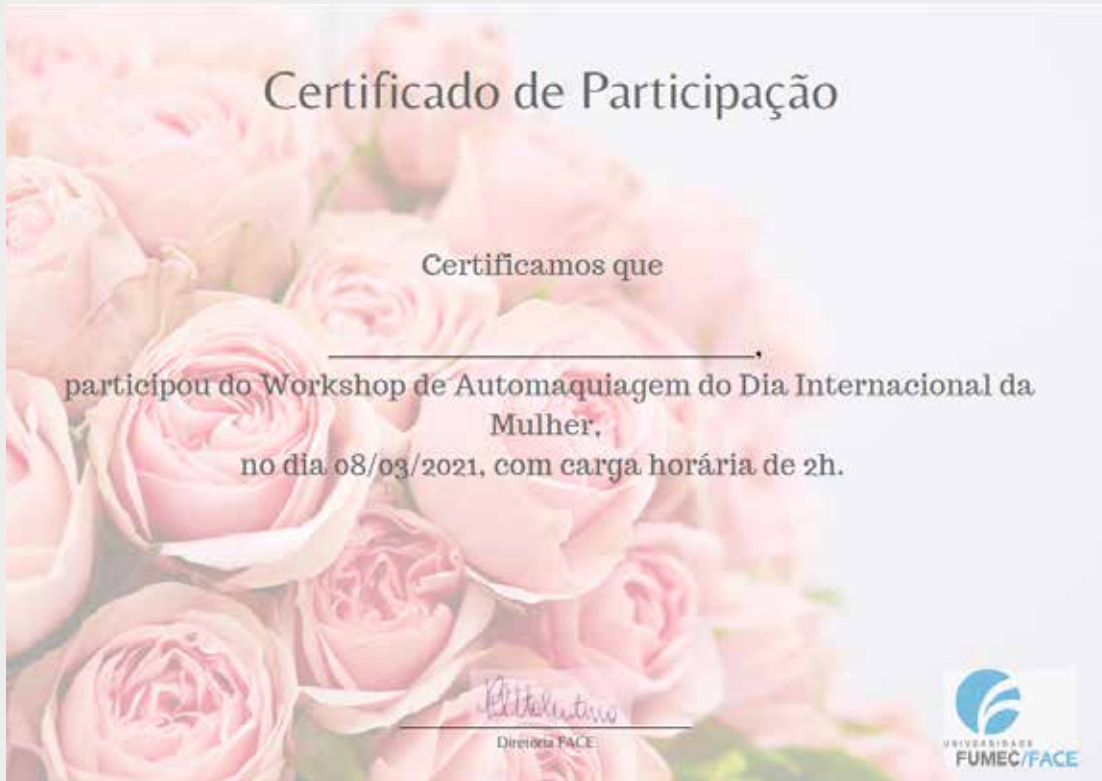 Certificado de Participação
Certificamos que
,
participou do Workshop de Automaquiagem do Dia Internacional da
Mulher,
no dia 08/03/2021, com carga horária de 2h.
Diretoria FACE
UNIVERSIDADE
FUMEC/FACE